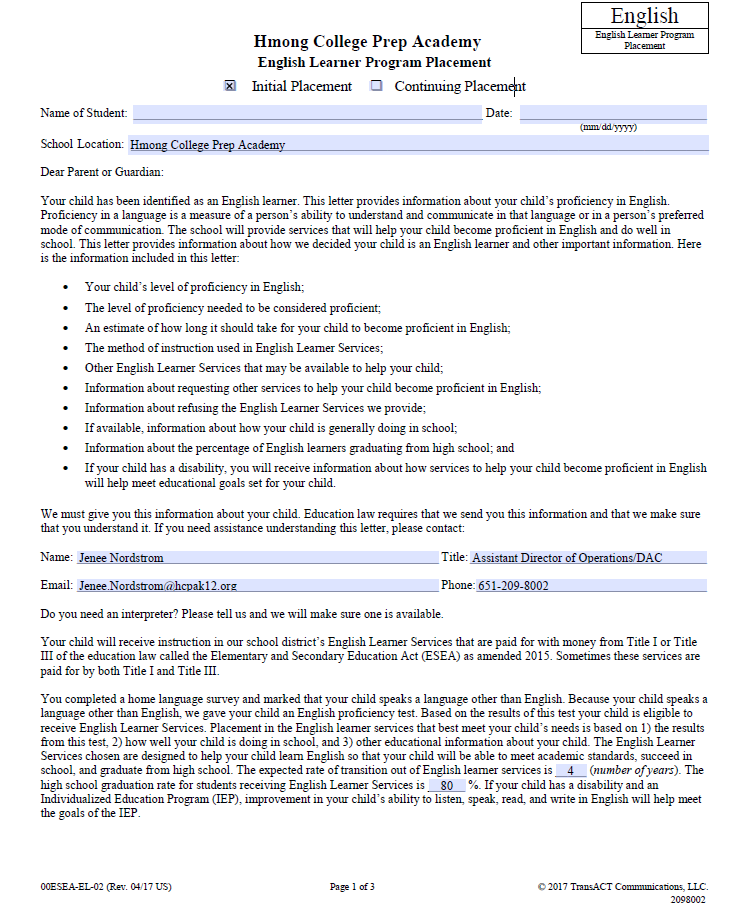 English
English Learner Program
Placement
Hmong College Prep Academy
English Learner Program Placement
Initial Placement Continuing Placement
Name of Student: Date:
(mm/dd/yyyy)
School Location: Hmong College Prep Academy
Dear Parent or Guardian:
Your child has been identified as an English learner. This letter provides information about your child's proficiency in English.
Proficiency in a language is a measure of a person's ability to understand and communicate in that language or in a person's preferred
mode of communication. The school will provide services that will help your child become proficient in English and do well in
school. This letter provides information about how we decided your child is an English learner and other important information. Here
is the information included in this letter:
• Your child's level of proficiency in English;
• The level of proficiency needed to be considered proficient;
• An estimate of how long it should take for your child to become proficient in English;
• The method of instruction used in English Learner Services;
• Other English Learner Services that may be available to help your child;
• Information about requesting other services to help your child become proficient in English;
• Information about refusing the English Learner Services we provide;
• If available, information about how your child is generally doing in school;
• Information about the percentage of English learners graduating from high school; and
• If your child has a disability, you will receive information about how services to help your child become proficient in English
will help meet educational goals set for your child.
We must give you this information about your child. Education law requires that we send you this information and that we make sure
that you understand it. If you need assistance understanding this letter, please contact:
Name: Jenee Nordstrom Title: Assistant Director of Operations/DAC
Email: Jenee.Nordstrom@hcpak12.org Phone: 651-209-8002
Do you need an interpreter? Please tell us and we will make sure one is available.
Your child will receive instruction in our school district's English Learner Services that are paid for with money from Title I or Title
III of the education law called the Elementary and Secondary Education Act (ESEA) as amended 2015. Sometimes these services are
paid for by both Title I and Title III.
You completed a home language survey and marked that your child speaks a language other than English. Because your child speaks a
language other than English, we gave your child an English proficiency test. Based on the results of this test your child is eligible to
receive English Learner Services. Placement in the English learner services that best meet your child's needs is based on 1) the results
from this test, 2) how well your child is doing in school, and 3) other educational information about your child. The English Learner
Services chosen are designed to help your child learn English so that your child will be able to meet academic standards, succeed in
school, and graduate from high school. The expected rate of transition out of English learner services is 4 (number of years). The
high school graduation rate for students receiving English Learner Services is 80 %. If your child has a disability and an
Individualized Education Program (IEP), improvement in your child's ability to listen, speak, read, and write in English will help meet
the goals of the IEP.
00ESEA-EL-02 (Rev. 04/17 US) Page 1 of 3 © 2017 TransACT Communications, LLC.
2098002